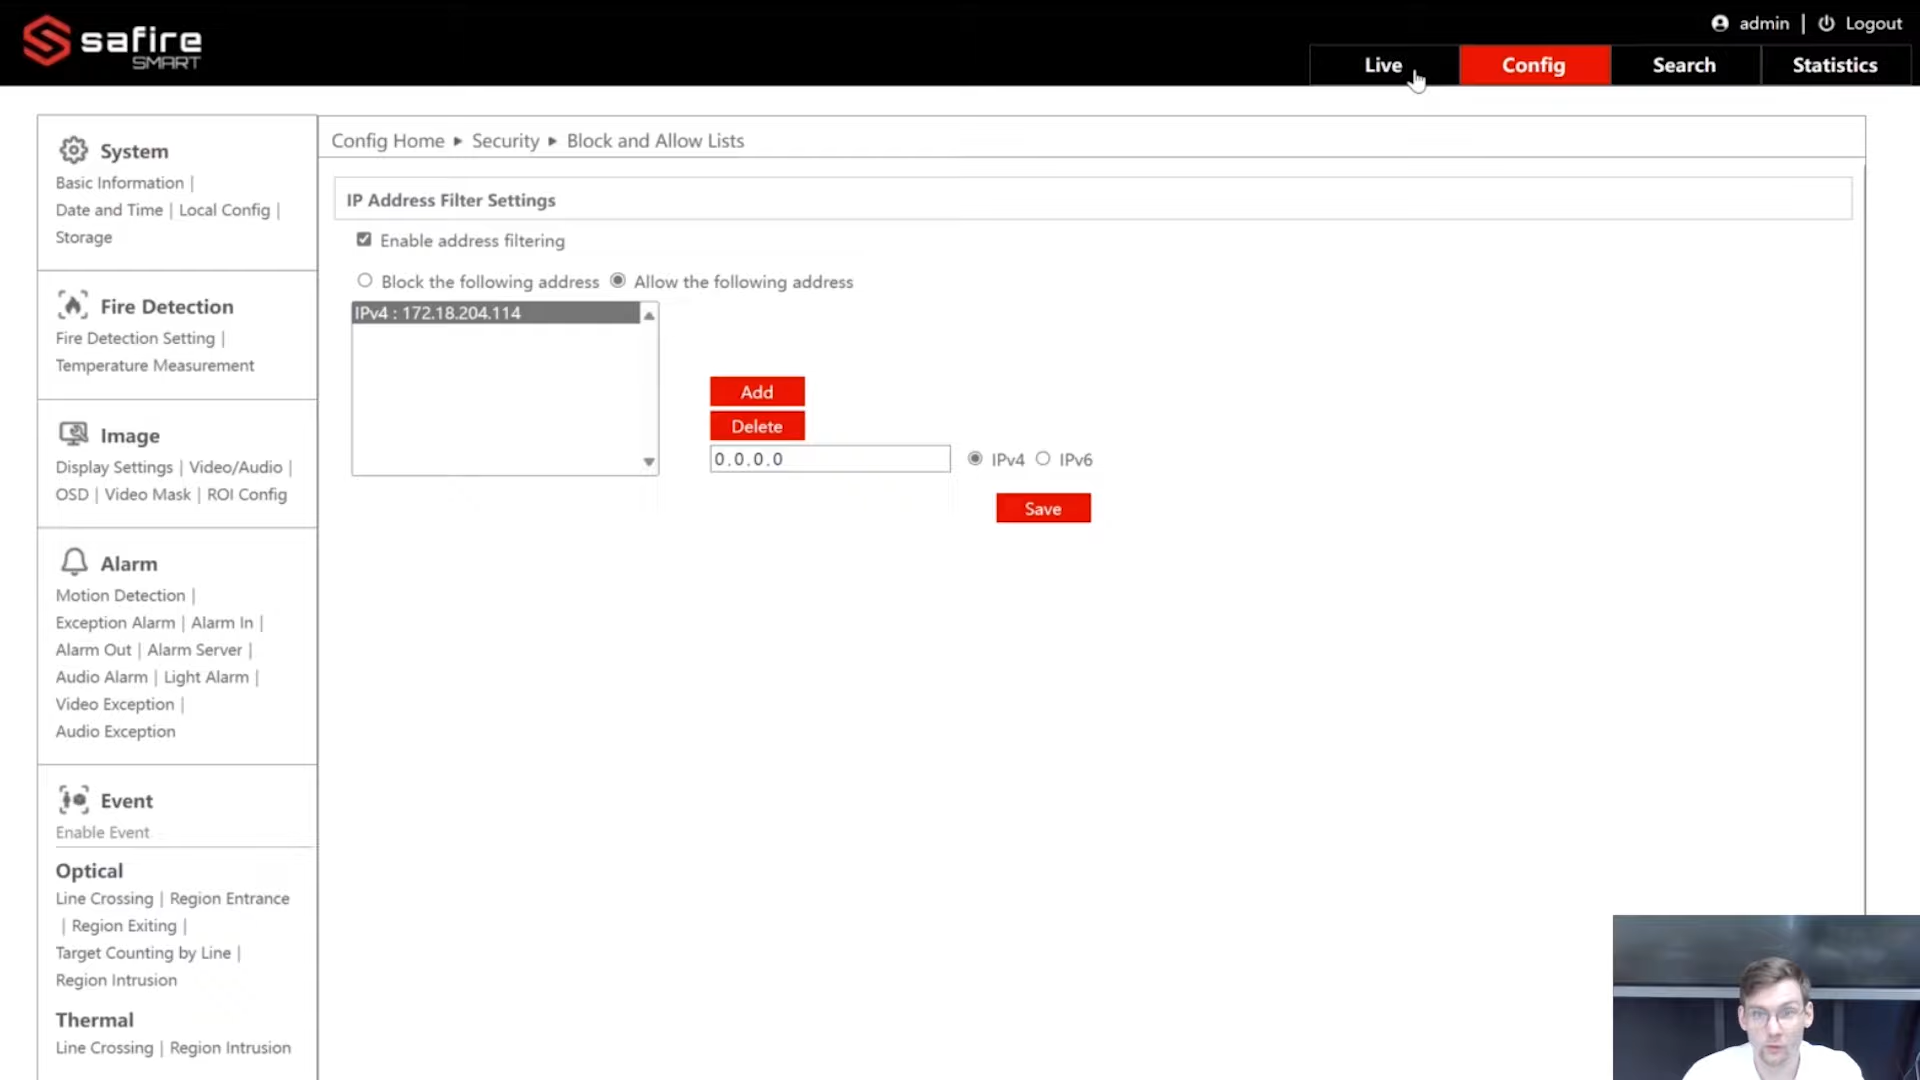 safire
SMART
admin | Logout
Live Config Search Statistics
System
Basic Information |
Date and Time | Local Config |
Storage
Fire Detection
Fire Detection Setting |
Temperature Measurement
Image
Display Settings | Video/Audio |
OSD | Video Mask | ROI Config
Alarm
Motion Detection |
Exception Alarm | Alarm In |
Alarm Out | Alarm Server |
Audio Alarm | Light Alarm |
Video Exception |
Audio Exception
Event
Enable Event
Optical
Line Crossing | Region Entrance
| Region Exiting |
Target Counting by Line |
Region Intrusion
Thermal
Line Crossing | Region Intrusion
Config Home ▸ Security ▸ Block and Allow Lists
IP Address Filter Settings
Enable address filtering
Block the following address Allow the following address
IPv4 : 172.18.204.114
Add
Delete
0.0.0.0 IPv4 IPv6
Save